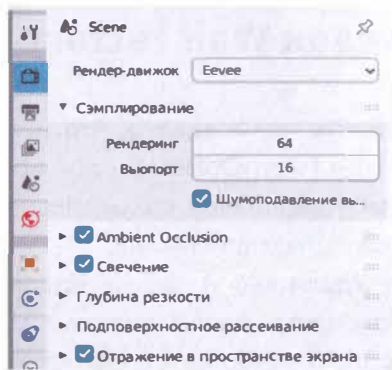 Scene
Рендер-движок Eevee
Сэмплирование
Рендеринг 64
Вьюпорт 16
Шумоподавление вь...
Ambient Occlusion
Свечение
Глубина резкости
Подповерхностное рассеивание
Отражение в пространстве экрана